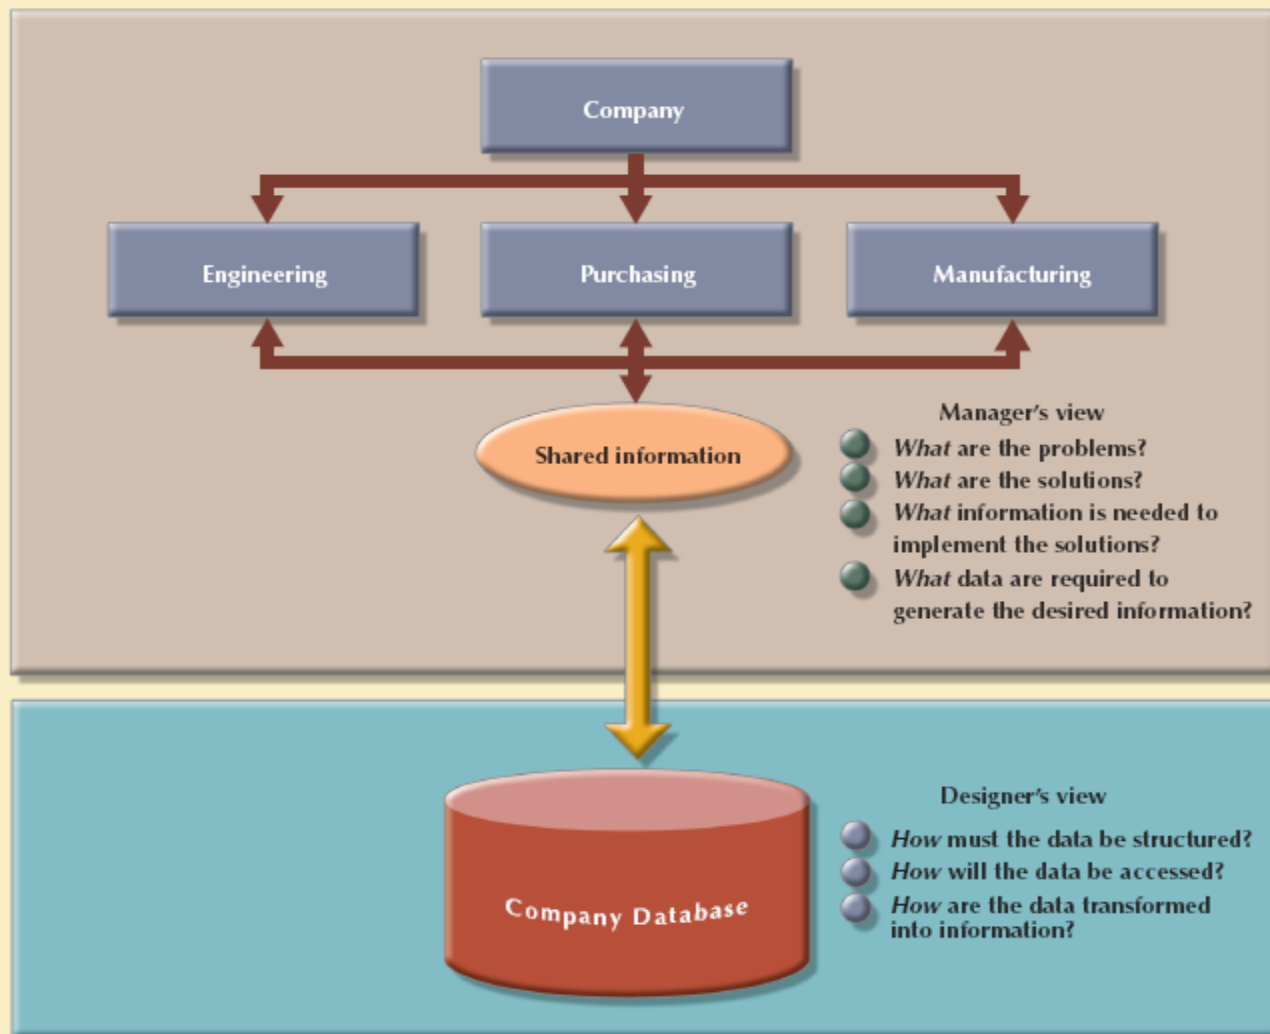 Company
Engineering
Purchasing
Manufacturing
Shared information
Manager's view
What are the problems?
What are the solutions?
What information is needed to
implement the solutions?
What data are required to
generate the desired information?
Designer's view
How must the data be structured?
How will the data be accessed?
How are the data transformed
into information?
Company Database